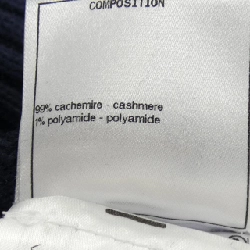 COMPOSITION
99% cachemire - cashmere
1% polyamide - polyamide